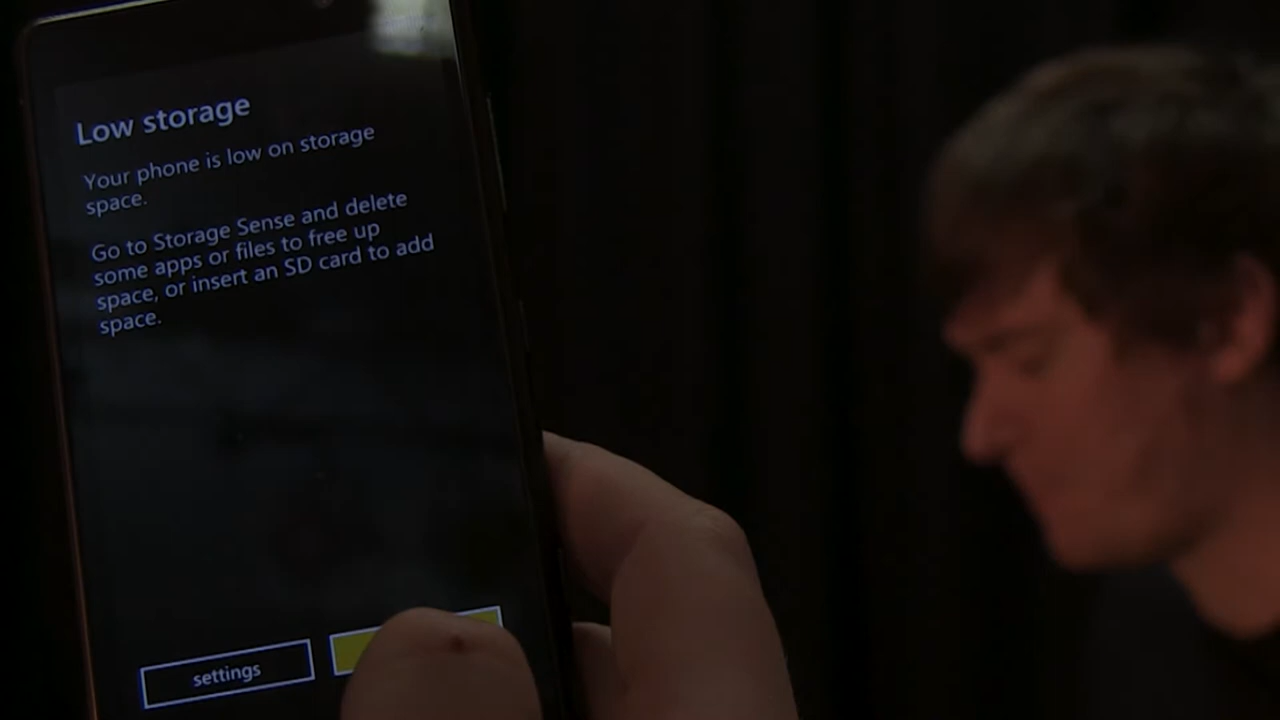 Low storage
Your phone is low on storage
space.
Go to Storage Sense and delete
some apps or files to free up
space, or insert an SD card to add
space.
settings